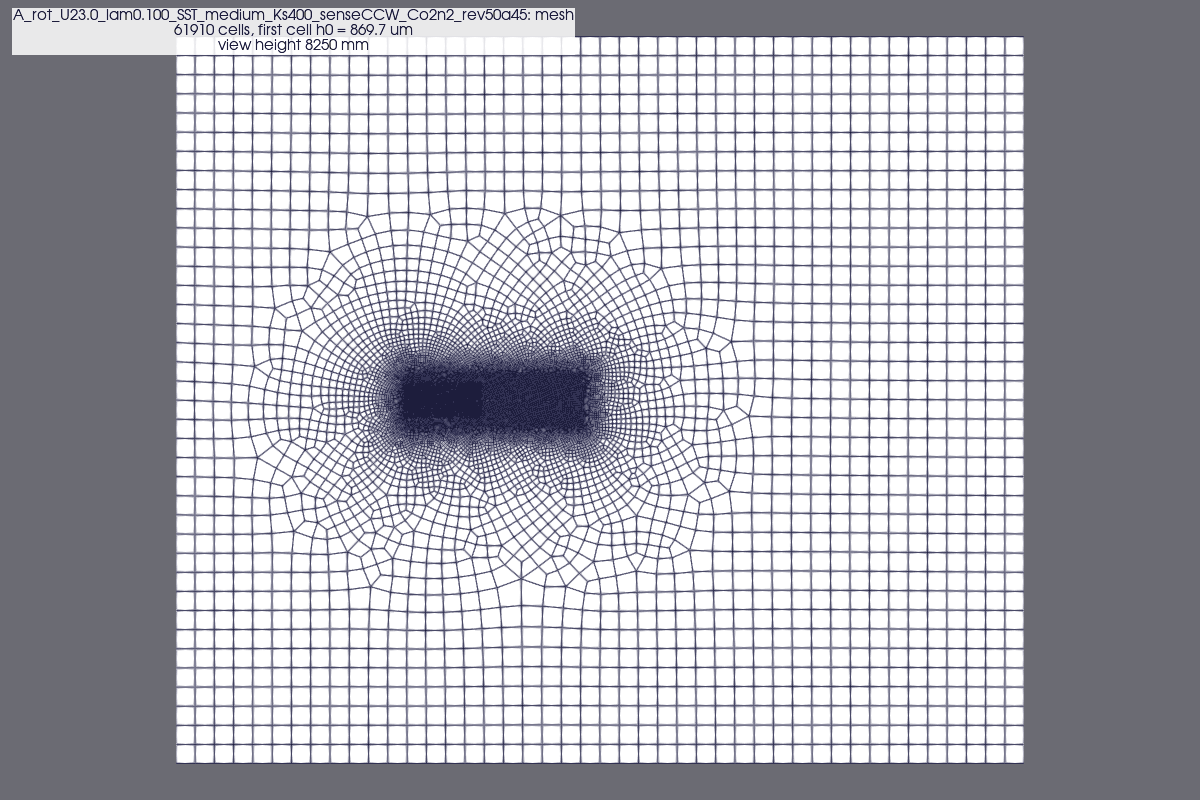 A_rot_U23.0_lam0.100_SST_medium_Ks400_senseCCW_Co2n2_rev50a45: mesh
61910 cells, first cell h0 = 869.7 um
view height 8250 mm